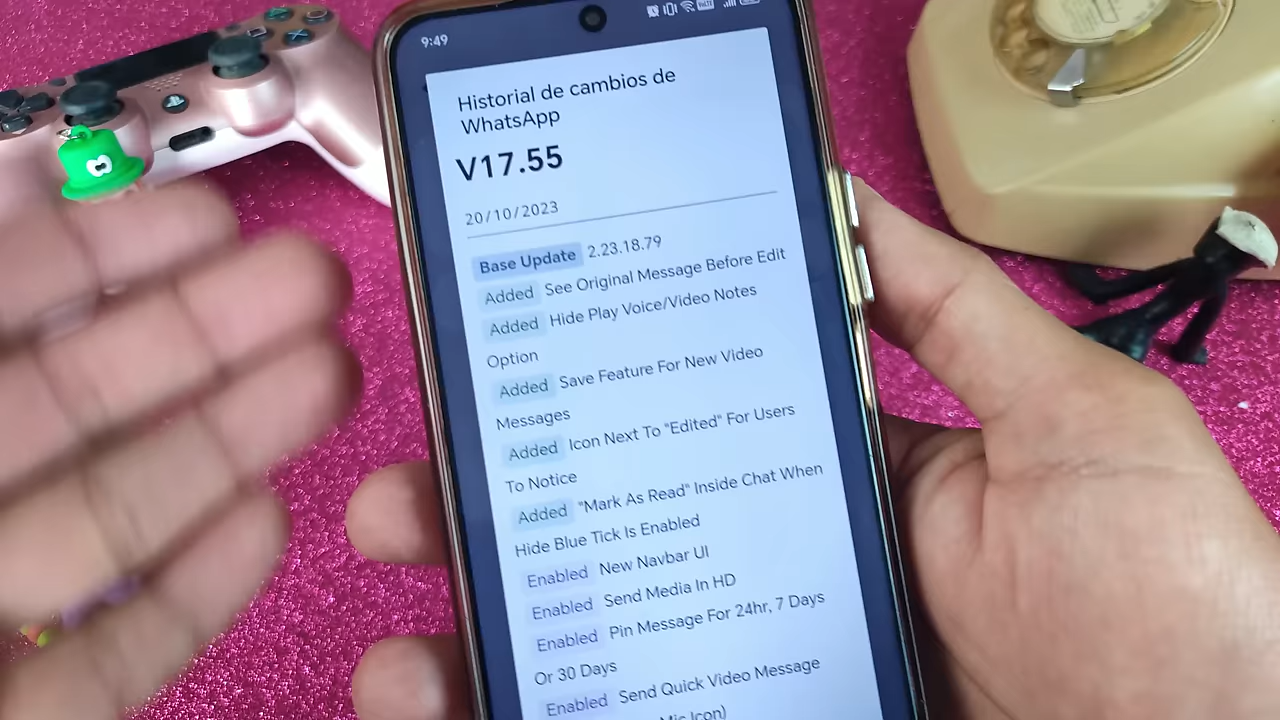 9:49
Historial de cambios de
WhatsApp
V17.55
20/10/2023
Base Update 2.23.18.79
Added See Original Message Before Edit
Added Hide Play Voice/Video Notes
Option
Added Save Feature For New Video
Messages
Added Icon Next To "Edited" For Users
To Notice
Added "Mark As Read" Inside Chat When
Hide Blue Tick Is Enabled
Enabled New Navbar UI
Enabled Send Media In HD
Enabled Pin Message For 24hr, 7 Days
Or 30 Days
Enabled Send Quick Video Message
Mic Icon)